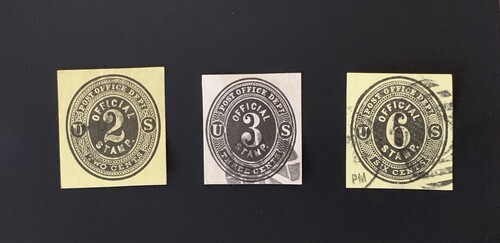 POST OFFICE DEPT
OFFICIAL
U 2 S
STAMP.
TWO CENTS
POST OFFICE DEPT
OFFICIAL
U 3 S
STAMP.
THREE CENTS
POST OFFICE DEPT
OFFICIAL
U 6 S
STAMP.
SIX CENTS
PM